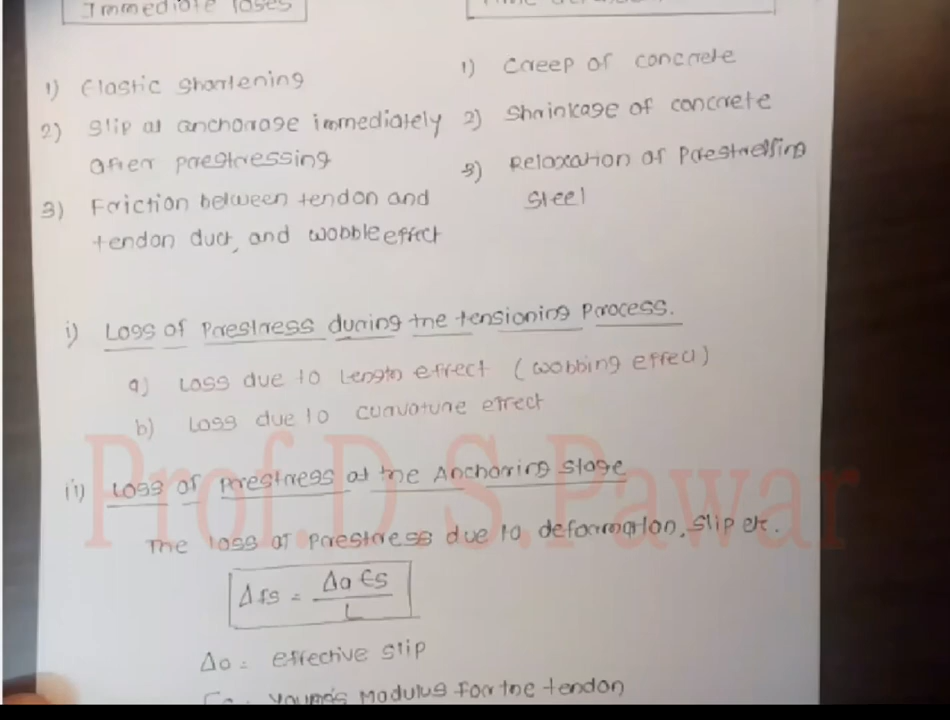 Immediate loses
1) Elastic shortening
2) Slip at anchorage immediately
after prestressing
3) Friction between tendon and
tendon duct, and wobble effect
1) Creep of concrete
2) Shrinkage of concrete
3) Relaxation of Prestressing
Steel
i) Loss of Prestress during the tensioning Process.
a) Loss due to Length effect (wobbing effect)
b) Loss due to curvature effect
ii) Loss of prestress at the Anchoring stage
The loss of prestress due to deformation, slip etc.
Δfs = Δa Es / L
Δa = effective slip
Es = Young's Modulus for the tendon
Prof.D.S.Pawar